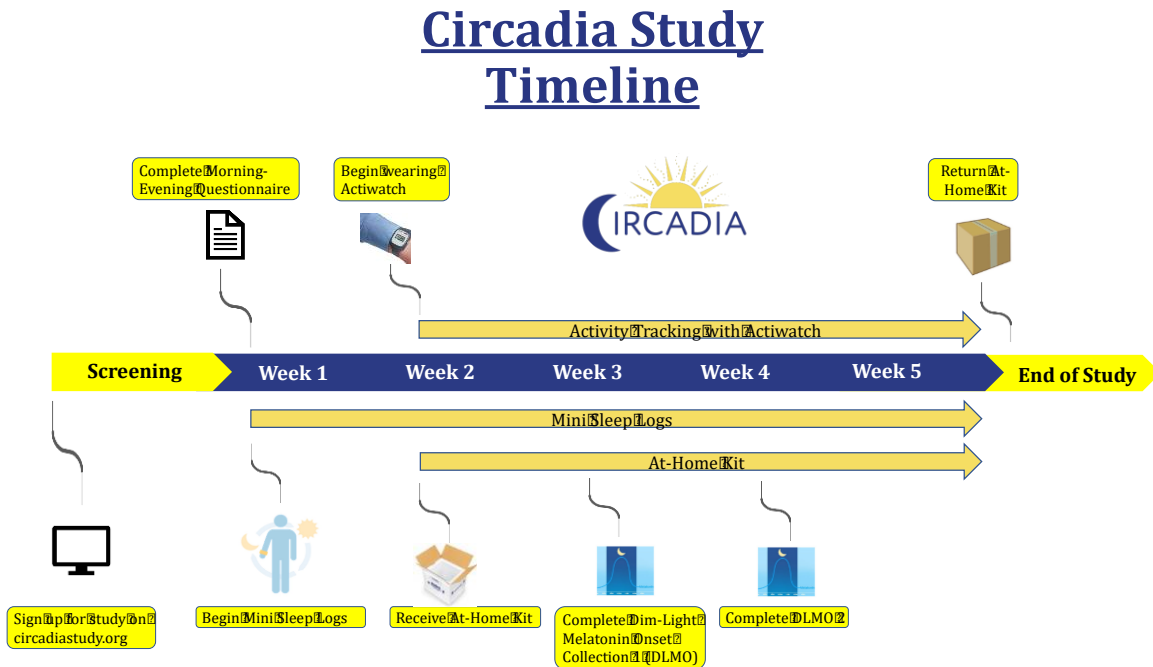 Circadia Study
Timeline
Complete Morning-
Evening Questionnaire
Begin wearing
Actiwatch
CIRCADIA
Return At-
Home Kit
Activity Tracking with Actiwatch
Screening
Week 1
Week 2
Week 3
Week 4
Week 5
End of Study
Mini Sleep Logs
At-Home Kit
Sign up for study on
circadiastudy.org
Begin Mini Sleep Logs
Receive At-Home Kit
Complete Dim-Light
Melatonin Onset
Collection 1 (DLMO)
Complete DLMO 2